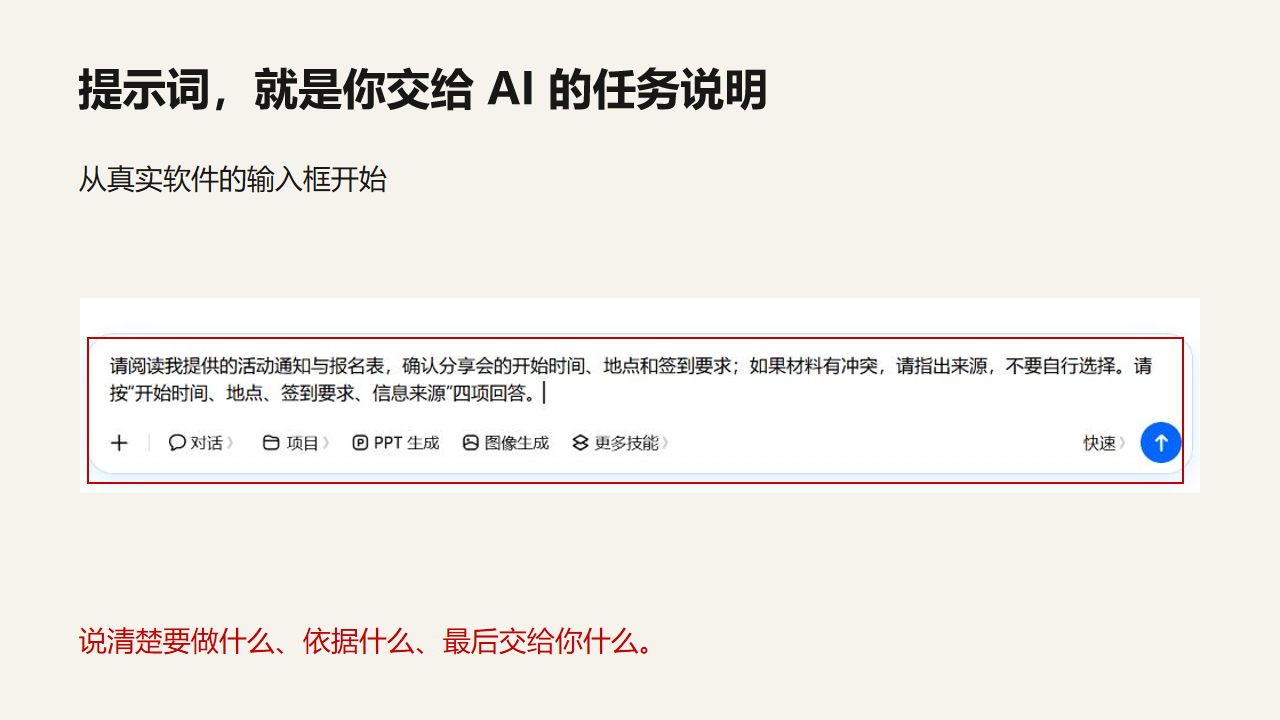 提示词，就是你交给 AI 的任务说明
从真实软件的输入框开始
请阅读我提供的活动通知与报名表，确认分享会的开始时间、地点和签到要求；如果材料有冲突，请指出来源，不要自行选择。请
按“开始时间、地点、签到要求、信息来源”四项回答。
对话 项目 PPT 生成 图像生成 更多技能 快速
说清楚要做什么、依据什么、最后交给你什么。